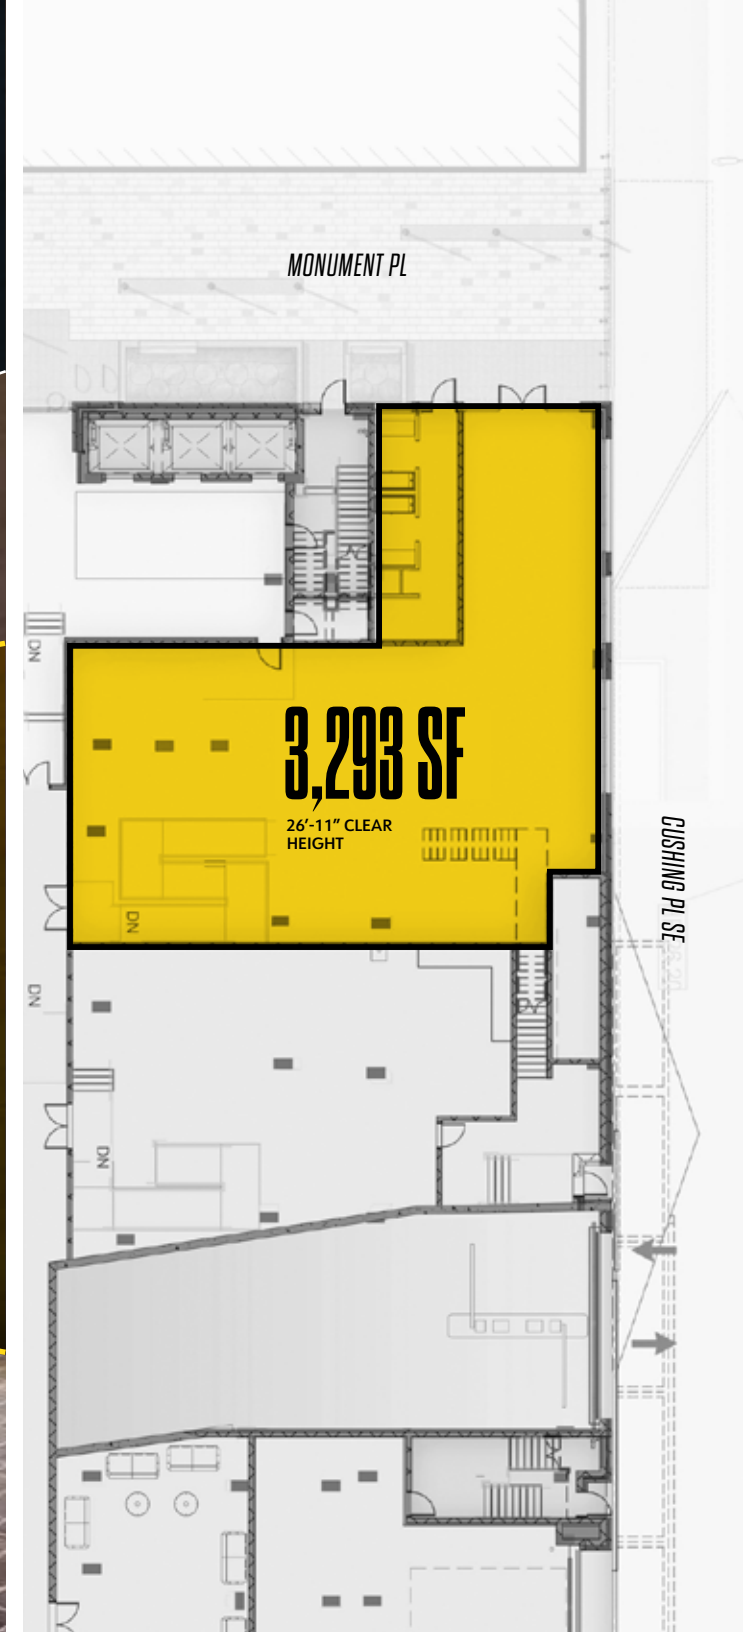 MONUMENT PL
DN
3,293 SF
26’-11” CLEAR
HEIGHT
CUSHING PL SE
DN
DN
DN